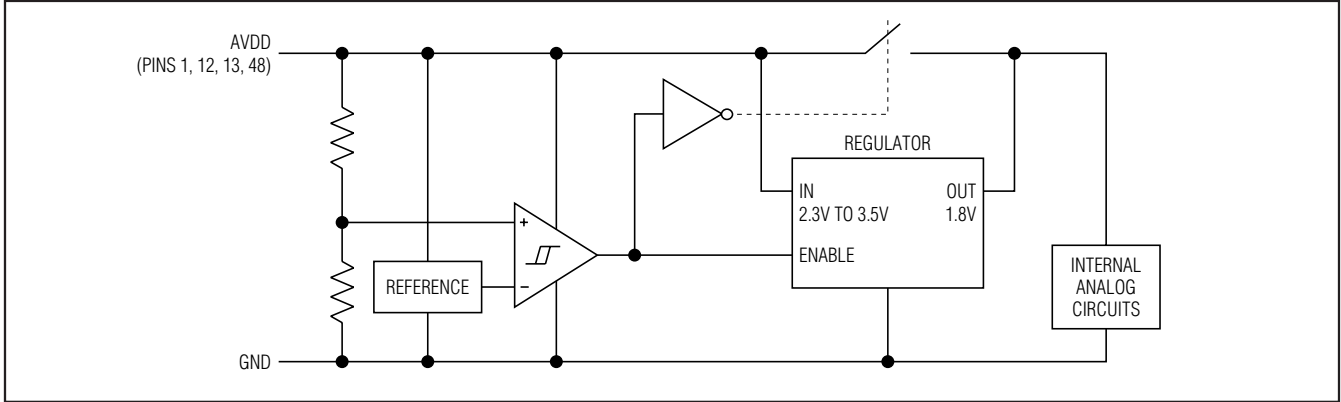 AVDD
(PINS 1, 12, 13, 48)
REGULATOR
IN
OUT
2.3V TO 3.5V
1.8V
+
ENABLE
REFERENCE
−
INTERNAL
ANALOG
CIRCUITS
GND